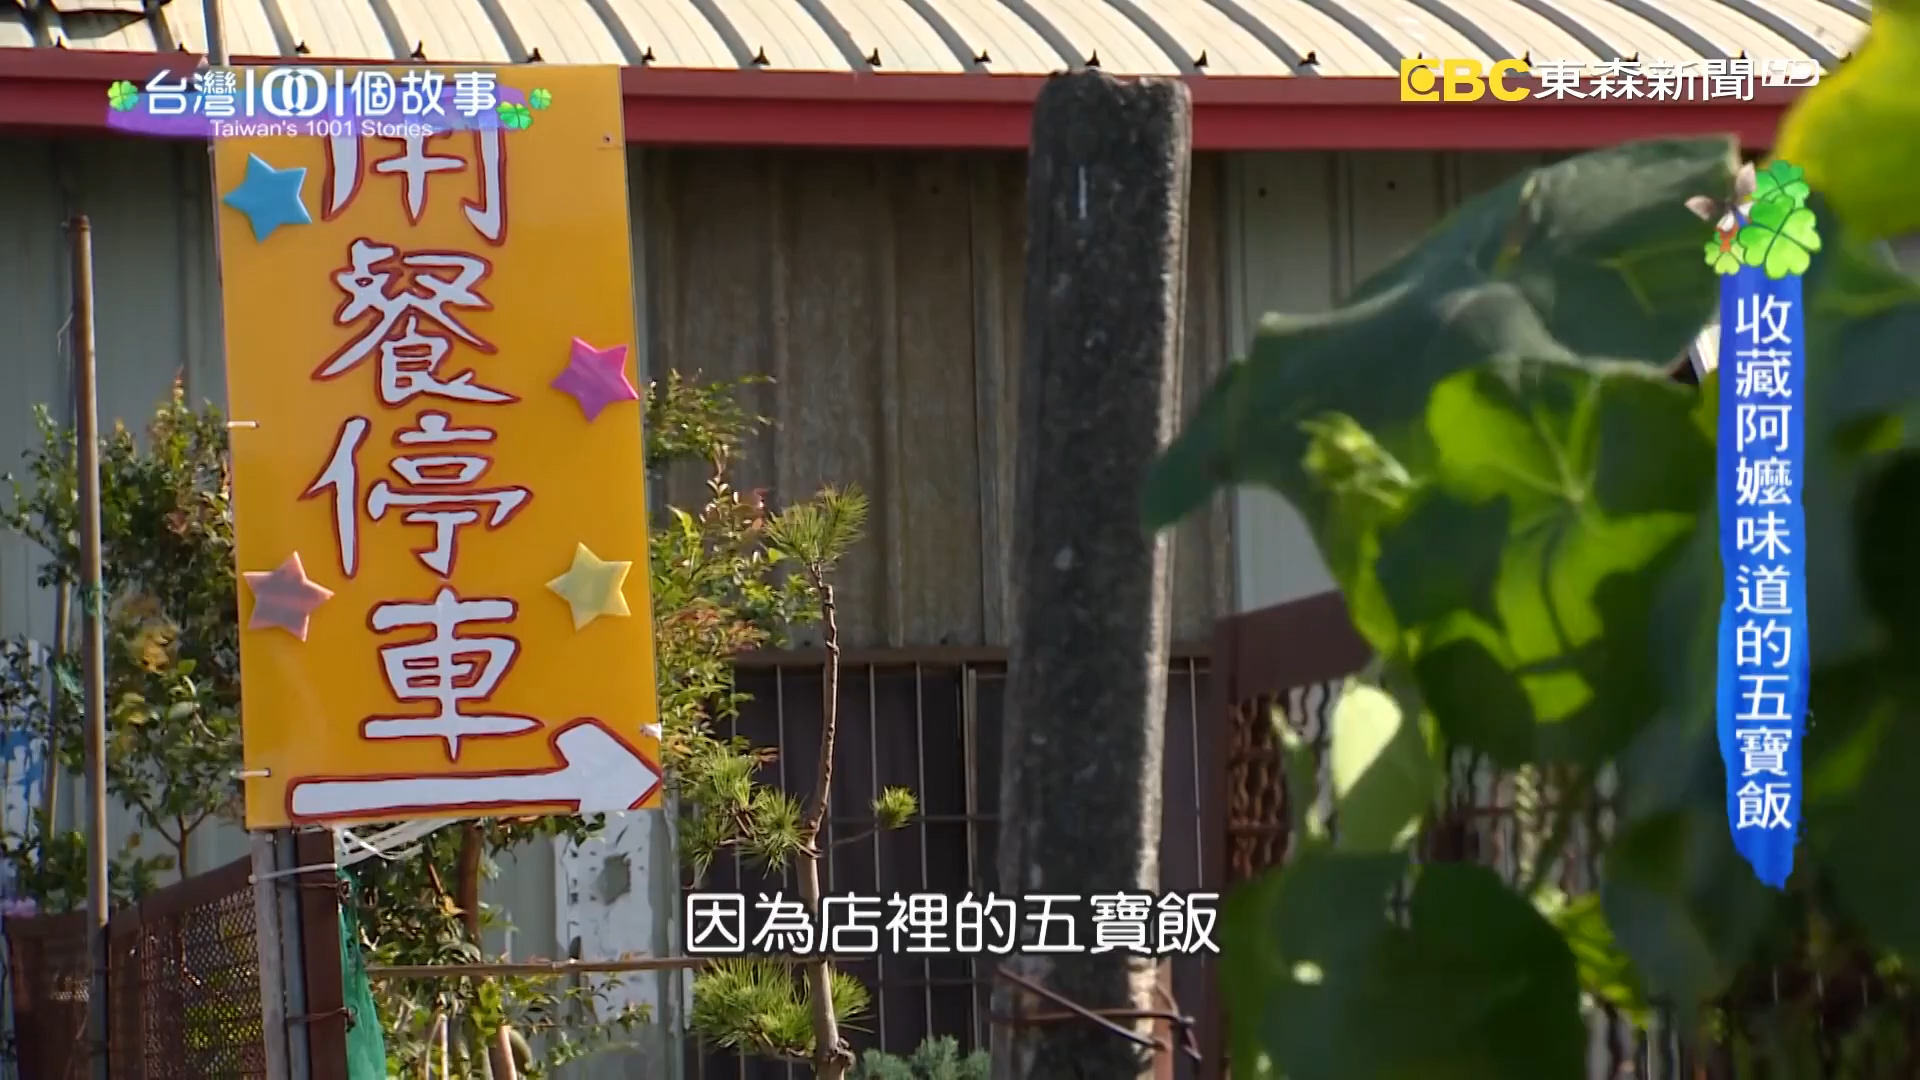 台灣1001個故事
Taiwan's 1001 Stories
EBC東森新聞HD
用餐停車
收藏阿嬤味道的五寶飯
因為店裡的五寶飯